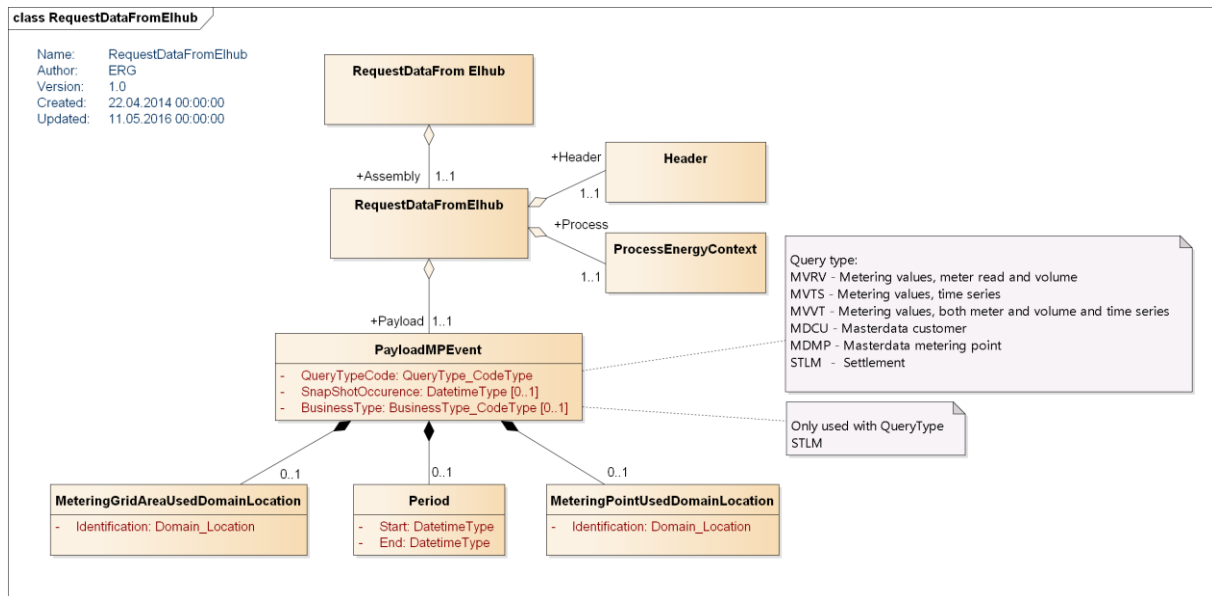 class RequestDataFromElhub
Name: RequestDataFromElhub
Author: ERG
Version: 1.0
Created: 22.04.2014 00:00:00
Updated: 11.05.2016 00:00:00
RequestDataFrom Elhub
+Assembly 1..1
RequestDataFromElhub
+Header
1..1
Header
+Process
1..1
ProcessEnergyContext
+Payload 1..1
PayloadMPEvent
- QueryTypeCode: QueryType_CodeType
- SnapShotOccurence: DatetimeType [0..1]
- BusinessType: BusinessType_CodeType [0..1]
Query type:
MVRV - Metering values, meter read and volume
MVTS - Metering values, time series
MVVT - Metering values, both meter and volume and time series
MDCU - Masterdata customer
MDMP - Masterdata metering point
STLM - Settlement
Only used with QueryType
STLM
0..1
MeteringGridAreaUsedDomainLocation
- Identification: Domain_Location
0..1
Period
- Start: DatetimeType
- End: DatetimeType
0..1
MeteringPointUsedDomainLocation
- Identification: Domain_Location